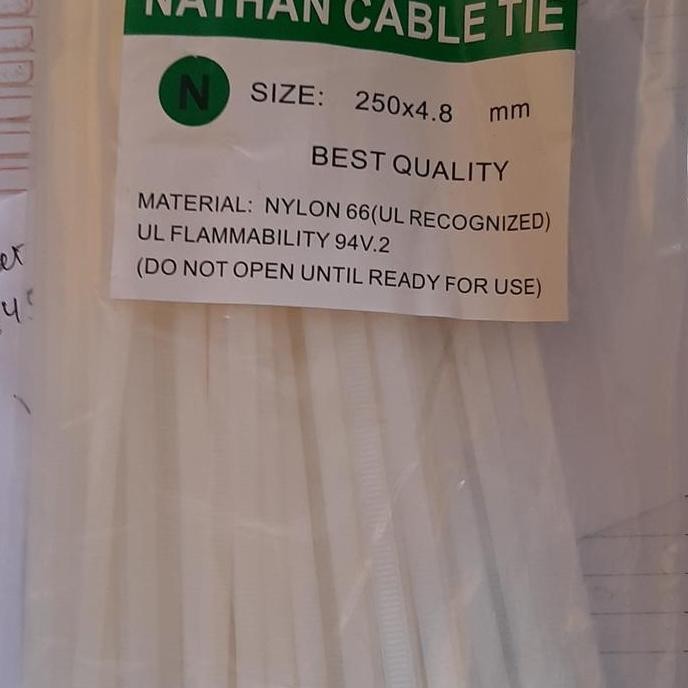 NATHAN CABLE TIE
N SIZE: 250x4.8 mm
BEST QUALITY
MATERIAL: NYLON 66(UL RECOGNIZED)
UL FLAMMABILITY 94V.2
(DO NOT OPEN UNTIL READY FOR USE)